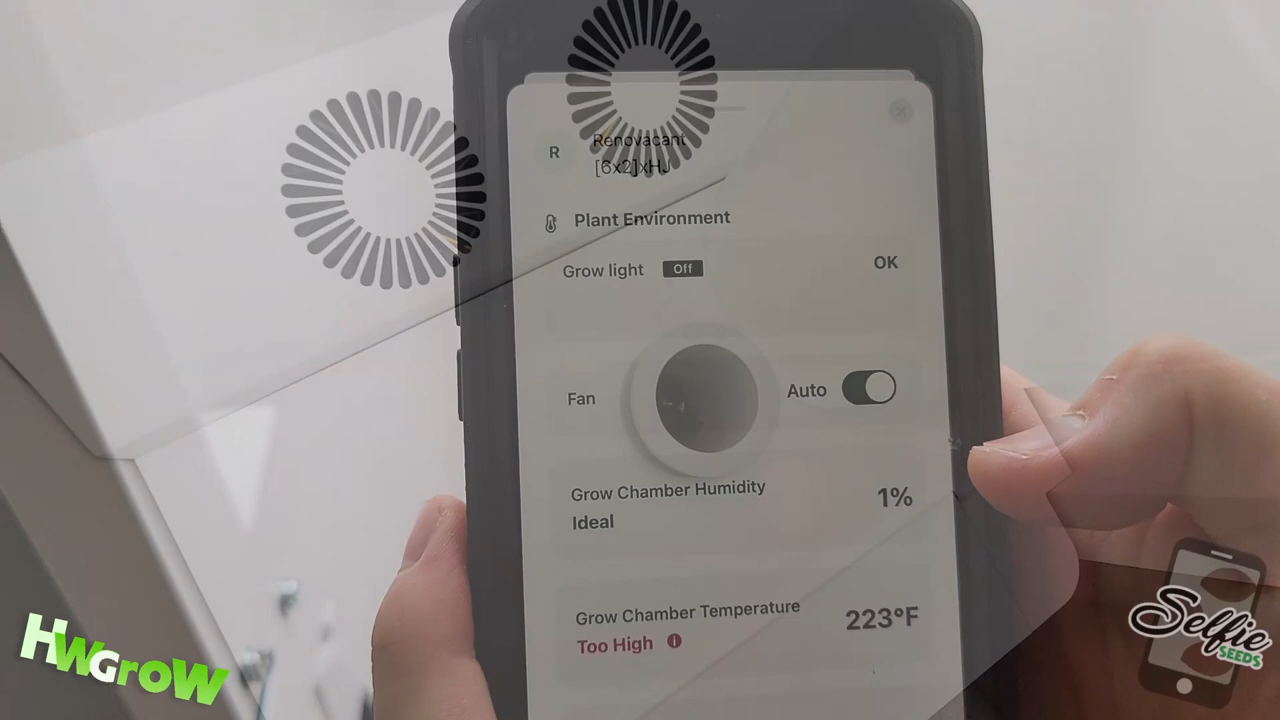 R
Renovacant
[6x2]xHJ
Plant Environment
Grow light
Off
OK
Fan
Auto
Grow Chamber Humidity
Ideal
1%
Grow Chamber Temperature
Too High
223°F
HWGroW
Selfie
SEEDS